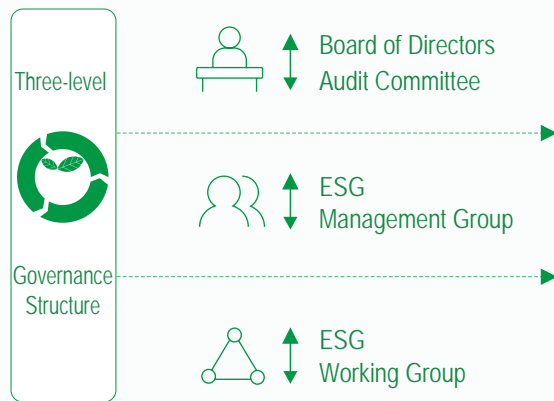 Three-level
Governance
Structure
Board of Directors
Audit Committee
ESG
Management Group
ESG
Working Group